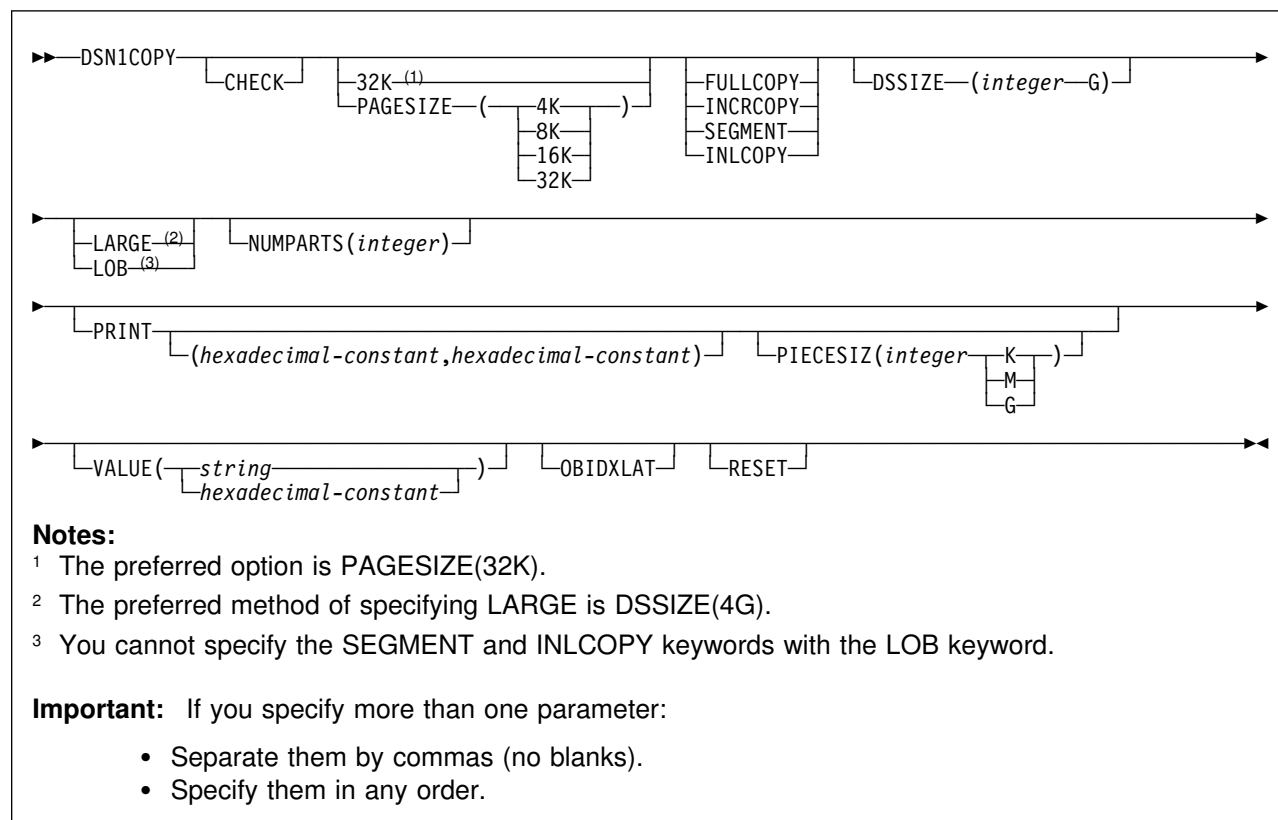 DSN1COPY
CHECK
32K (1)
PAGESIZE ( 4K )
8K
16K
32K
FULLCOPY
INCRCOPY
SEGMENT
INLCOPY
DSSIZE (integer G)
LARGE (2)
LOB (3)
NUMPARTS(integer)
PRINT
(hexadecimal-constant,hexadecimal-constant)
PIECESIZ(integer K )
M
G
VALUE( string )
hexadecimal-constant
OBIDXLAT
RESET
Notes:
1 The preferred option is PAGESIZE(32K).
2 The preferred method of specifying LARGE is DSSIZE(4G).
3 You cannot specify the SEGMENT and INLCOPY keywords with the LOB keyword.
Important: If you specify more than one parameter:
• Separate them by commas (no blanks).
• Specify them in any order.